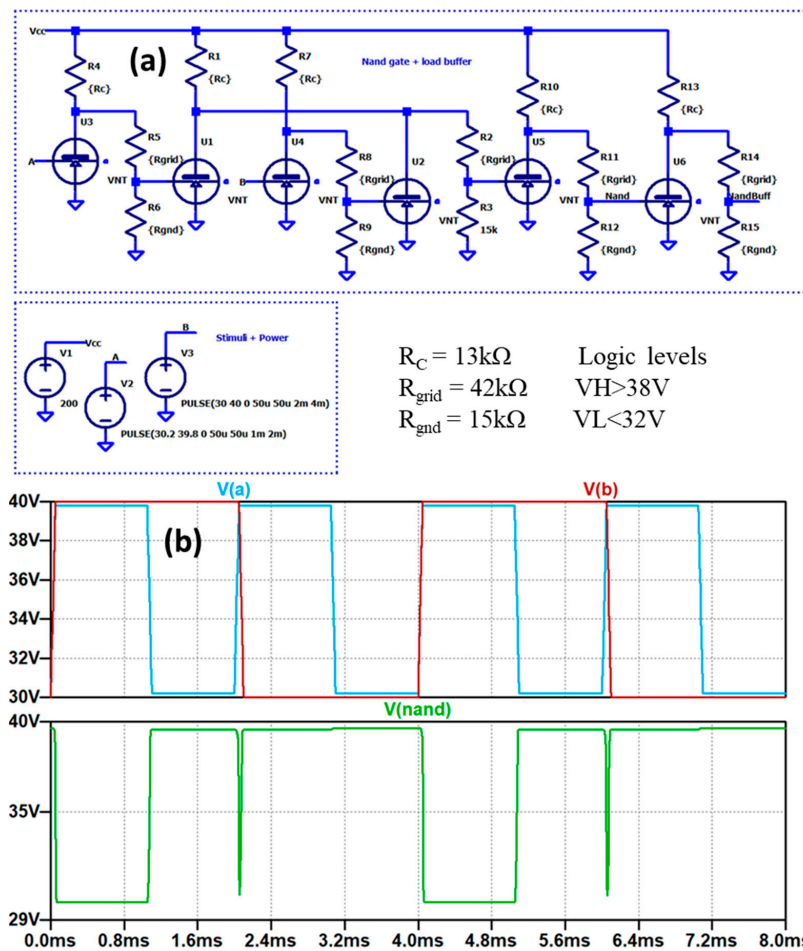 Vcc
(a)
Nand gate + load buffer
R4
{Rc}
R1
{Rc}
R7
{Rc}
R10
{Rc}
R13
{Rc}
U3
A
R5
{Rgrid}
VNT
R6
{Rgnd}
U1
VNT
B
U4
R8
{Rgrid}
VNT
R9
{Rgnd}
U2
VNT
R2
{Rgrid}
R3
15k
U5
VNT
R11
{Rgrid}
Nand
R12
{Rgnd}
U6
VNT
R14
{Rgrid}
NandBuff
R15
{Rgnd}
Stimuli + Power
V1
Vcc
200
A
V2
PULSE(30.2 39.8 0 50u 50u 1m 2m)
B
V3
PULSE(30 40 0 50u 50u 2m 4m)
RC = 13kΩ Logic levels
Rgrid = 42kΩ VH>38V
Rgnd = 15kΩ VL<32V
V(a) V(b)
(b)
40V
38V
36V
34V
32V
30V
V(nand)
40V
35V
29V
0.0ms 0.8ms 1.6ms 2.4ms 3.2ms 4.0ms 4.8ms 5.6ms 6.4ms 7.2ms 8.0ms